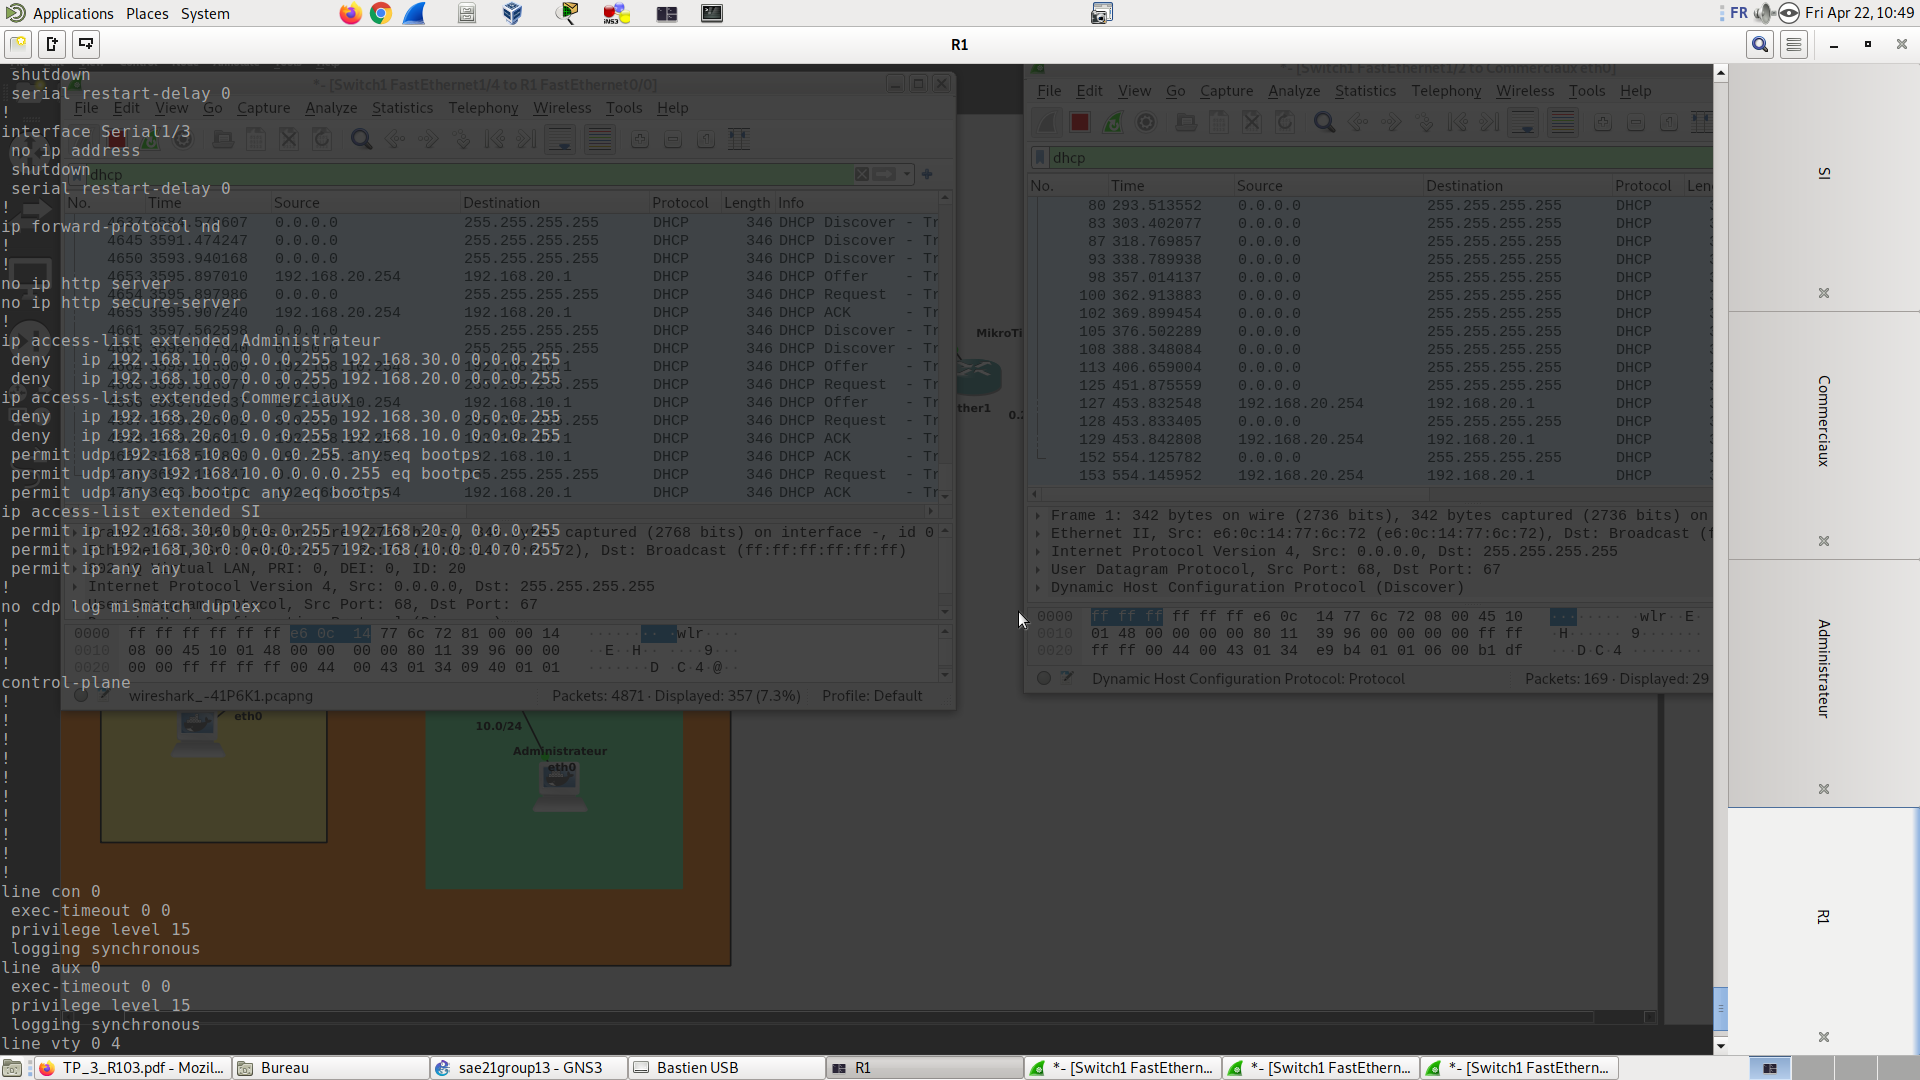 Applications Places System
FR Fri Apr 22, 10:49
R1
shutdown
serial restart-delay 0
!
interface Serial1/3
no ip address
shutdown
serial restart-delay 0
!
ip forward-protocol nd
!
!
no ip http server
no ip http secure-server
!
ip access-list extended Administrateur
deny   ip 192.168.10.0 0.0.0.255 192.168.30.0 0.0.0.255
deny   ip 192.168.10.0 0.0.0.255 192.168.20.0 0.0.0.255
ip access-list extended Commerciaux
deny   ip 192.168.20.0 0.0.0.255 192.168.30.0 0.0.0.255
deny   ip 192.168.20.0 0.0.0.255 192.168.10.0 0.0.0.255
permit udp 192.168.10.0 0.0.0.255 any eq bootps
permit udp any 192.168.10.0 0.0.0.255 eq bootpc
permit udp any eq bootpc any eq bootps
ip access-list extended SI
permit ip 192.168.30.0 0.0.0.255 192.168.20.0 0.0.0.255
permit ip 192.168.30.0 0.0.0.255 192.168.10.0 0.0.0.255
permit ip any any
!
no cdp log mismatch duplex
!
!
!
control-plane
!
!
!
!
!
!
!
!
!
!
line con 0
exec-timeout 0 0
privilege level 15
logging synchronous
line aux 0
exec-timeout 0 0
privilege level 15
logging synchronous
line vty 0 4
*- [Switch1 FastEthernet1/4 to R1 FastEthernet0/0]
File Edit View Go Capture Analyze Statistics Telephony Wireless Tools Help
dhcp
No. Time Source Destination Protocol Length Info
0.0.0.0 255.255.255.255 DHCP 346 DHCP Discover - Tr
4645 3591.474247 0.0.0.0 255.255.255.255 DHCP 346 DHCP Discover - Tr
4650 3593.940168 0.0.0.0 255.255.255.255 DHCP 346 DHCP Discover - Tr
4653 3595.897010 192.168.20.254 192.168.20.1 DHCP 346 DHCP Offer - Tr
4654 3595.897986 0.0.0.0 255.255.255.255 DHCP 346 DHCP Request - Tr
4655 3595.907240 192.168.20.254 192.168.20.1 DHCP 346 DHCP ACK - Tr
4661 3597.562598 0.0.0.0 255.255.255.255 DHCP 346 DHCP Discover - Tr
DHCP 346 DHCP Discover - Tr
DHCP 346 DHCP Offer - Tr
DHCP 346 DHCP Request - Tr
DHCP 346 DHCP Offer - Tr
DHCP 346 DHCP Request - Tr
DHCP 346 DHCP ACK - Tr
DHCP 346 DHCP ACK - Tr
DHCP 346 DHCP Request - Tr
192.168.20.1 DHCP 346 DHCP ACK - Tr
captured (2768 bits) on interface -, id 0
Dst: Broadcast (ff:ff:ff:ff:ff:ff)
Virtual LAN, PRI: 0, DEI: 0, ID: 20
Internet Protocol Version 4, Src: 0.0.0.0, Dst: 255.255.255.255
User Datagram Protocol, Src Port: 68, Dst Port: 67
0000 ff ff ff ff ff ff e6 0c 14 77 6c 72 81 00 00 14 ········ ··wlr····
0010 08 00 45 10 01 48 00 00 00 00 80 11 39 96 00 00 ··E··H·· ····9···
0020 00 00 ff ff ff ff 00 44 00 43 01 34 09 40 01 01 ·······D ·C·4·@··
wireshark_-41P6K1.pcapng
Packets: 4871 · Displayed: 357 (7.3%)
Profile: Default
*- [Switch1 FastEthernet1/2 to Commerciaux eth0]
File Edit View Go Capture Analyze Statistics Telephony Wireless Tools Help
dhcp
No. Time Source Destination Protocol Len
80 293.513552 0.0.0.0 255.255.255.255 DHCP
83 303.402077 0.0.0.0 255.255.255.255 DHCP
87 318.769857 0.0.0.0 255.255.255.255 DHCP
93 338.789938 0.0.0.0 255.255.255.255 DHCP
98 357.014137 0.0.0.0 255.255.255.255 DHCP
100 362.913883 0.0.0.0 255.255.255.255 DHCP
102 369.899454 0.0.0.0 255.255.255.255 DHCP
105 376.502289 0.0.0.0 255.255.255.255 DHCP
108 388.348084 0.0.0.0 255.255.255.255 DHCP
113 406.659004 0.0.0.0 255.255.255.255 DHCP
125 451.875559 0.0.0.0 255.255.255.255 DHCP
127 453.832548 192.168.20.254 192.168.20.1 DHCP
128 453.833405 0.0.0.0 255.255.255.255 DHCP
129 453.842808 192.168.20.254 192.168.20.1 DHCP
152 554.125782 0.0.0.0 255.255.255.255 DHCP
153 554.145952 192.168.20.254 192.168.20.1 DHCP
Frame 1: 342 bytes on wire (2736 bits), 342 bytes captured (2736 bits) on
Ethernet II, Src: e6:0c:14:77:6c:72 (e6:0c:14:77:6c:72), Dst: Broadcast (f
Internet Protocol Version 4, Src: 0.0.0.0, Dst: 255.255.255.255
User Datagram Protocol, Src Port: 68, Dst Port: 67
Dynamic Host Configuration Protocol (Discover)
0000 ff ff ff ff ff ff e6 0c 14 77 6c 72 08 00 45 10 ········ ·wlr··E·
0010 01 48 00 00 00 00 80 11 39 96 00 00 00 00 ff ff ·H······ 9·······
0020 ff ff 00 44 00 43 01 34 e9 b4 01 01 06 00 b1 df ···D·C·4 ········
Dynamic Host Configuration Protocol: Protocol
Packets: 169 · Displayed: 29
MikroTi
ther1
eth0
10.0/24
Administrateur
eth0
SI
Commerciaux
Administrateur
R1
TP_3_R103.pdf - Mozil...
Bureau
sae21group13 - GNS3
Bastien USB
R1
*- [Switch1 FastEthern...
*- [Switch1 FastEthern...
*- [Switch1 FastEthern...